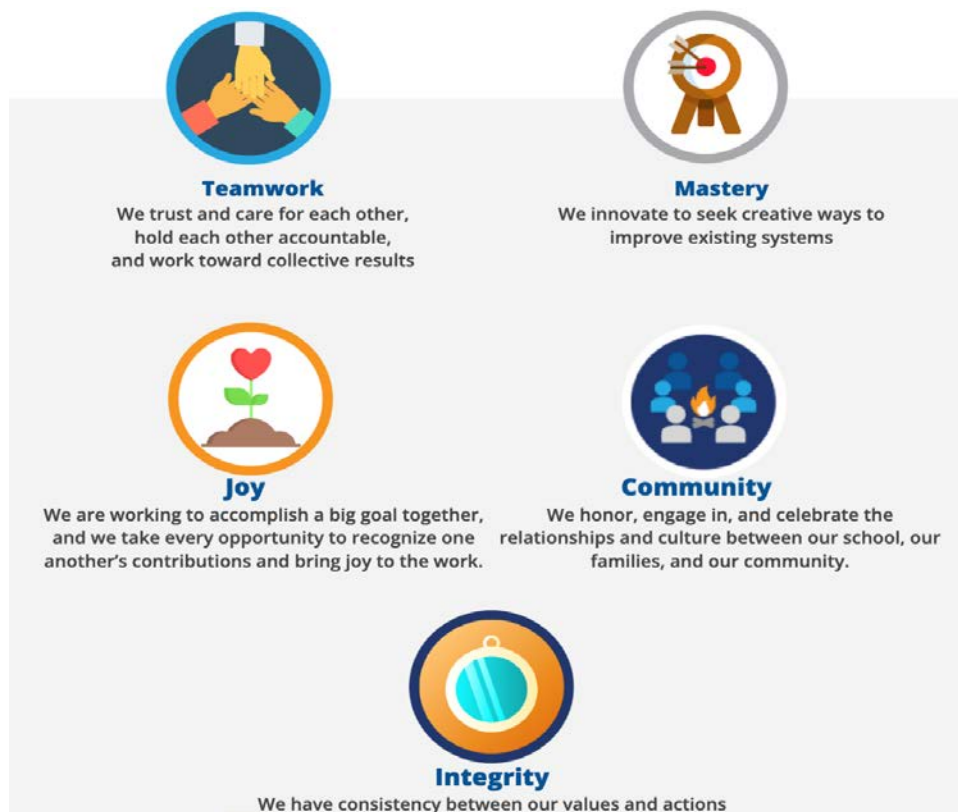 Teamwork
We trust and care for each other,
hold each other accountable,
and work toward collective results
Mastery
We innovate to seek creative ways to
improve existing systems
Joy
We are working to accomplish a big goal together,
and we take every opportunity to recognize one
another’s contributions and bring joy to the work.
Community
We honor, engage in, and celebrate the
relationships and culture between our school, our
families, and our community.
Integrity
We have consistency between our values and actions